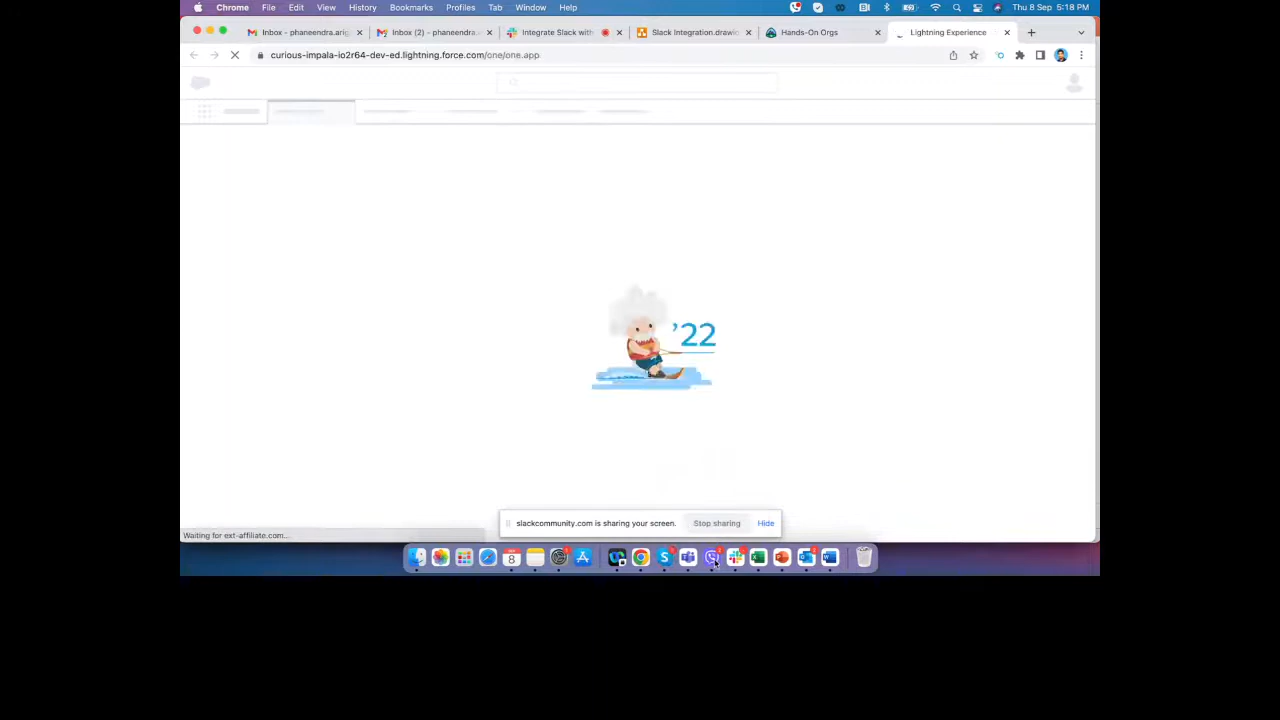 Chrome File Edit View History Bookmarks Profiles Tab Window Help Thu 8 Sep 5:18 PM
Inbox - phaneendra.arig Inbox (2) - phaneendra. Integrate Slack with Slack Integration.drawio Hands-On Orgs Lightning Experience
curious-impala-io2r64-dev-ed.lightning.force.com/one/one.app
'22
slackcommunity.com is sharing your screen. Stop sharing Hide
Waiting for ext-affiliate.com...
8